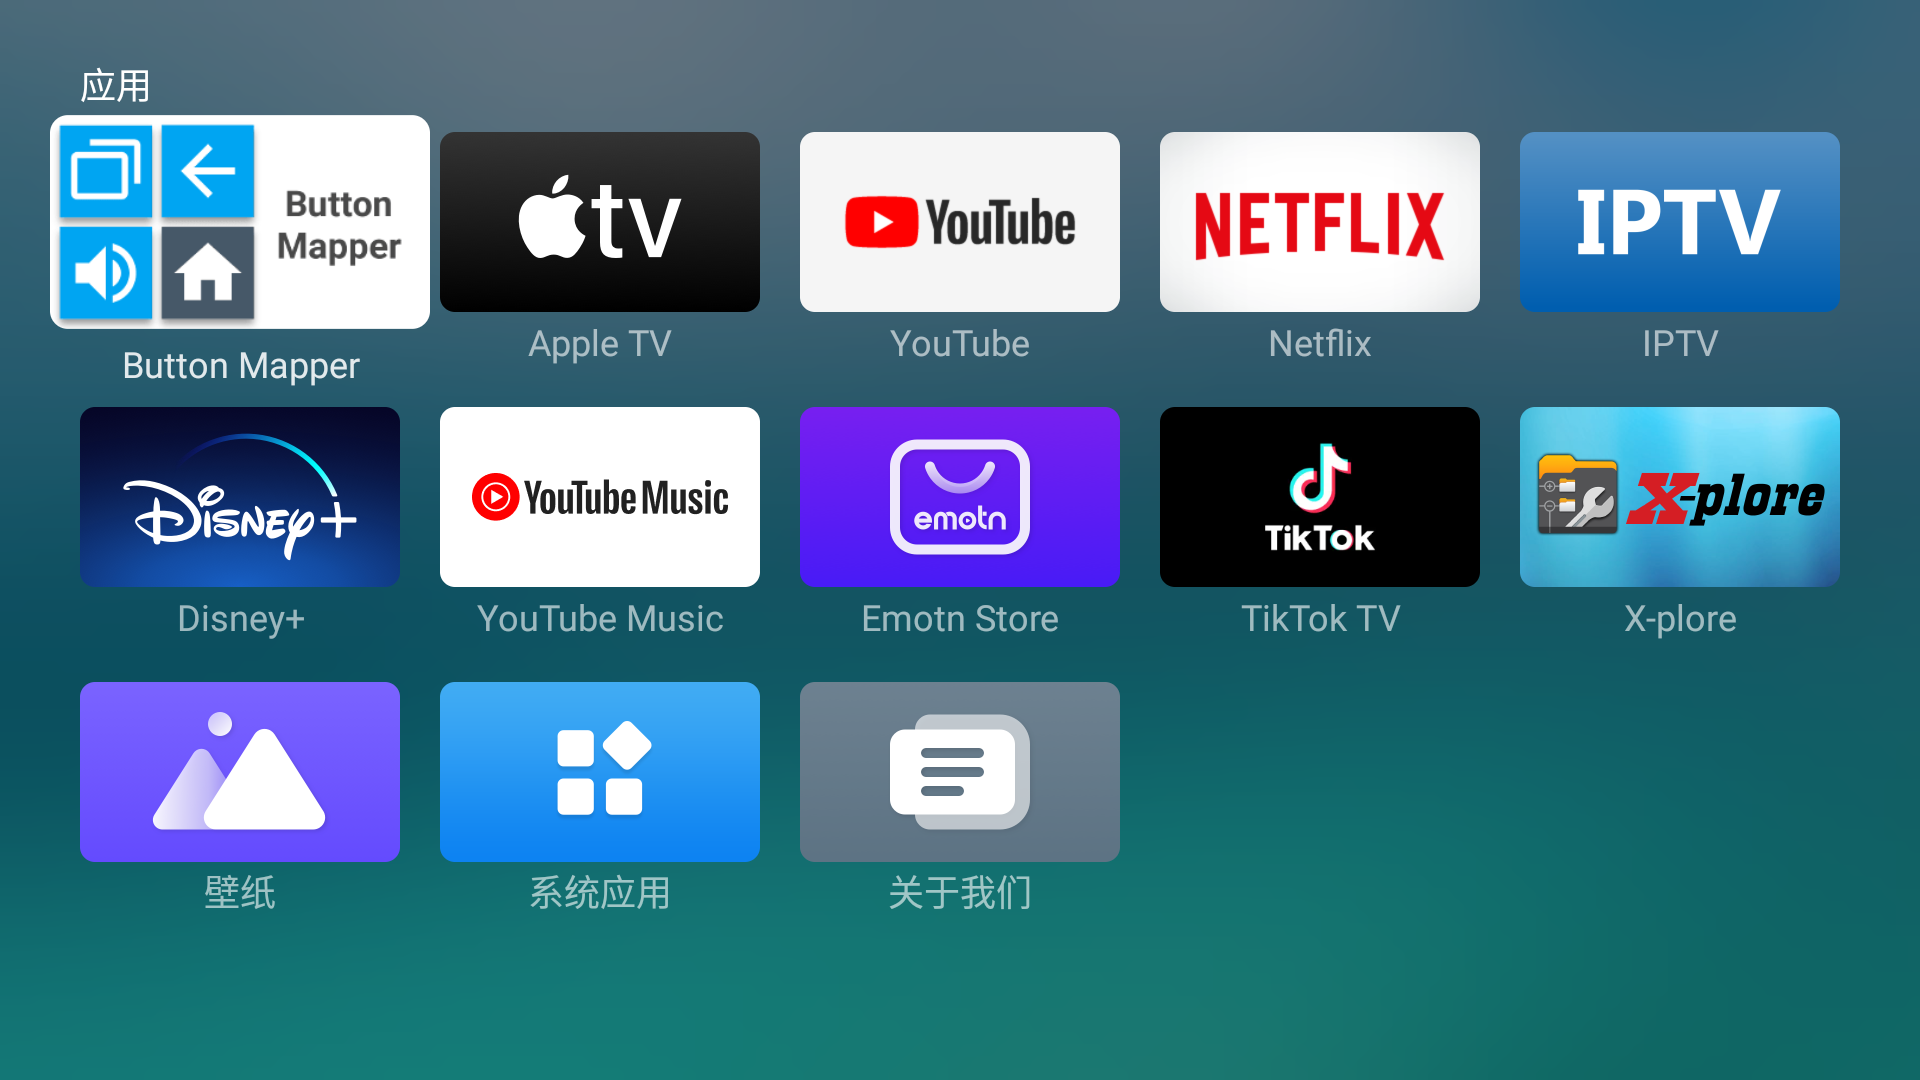 应用
Button
Mapper
tv
YouTube
NETFLIX
IPTV
Button Mapper
Apple TV
YouTube
Netflix
IPTV
Disney+
YouTube Music
emotn
TikTok
X-plore
Disney+
YouTube Music
Emotn Store
TikTok TV
X-plore
壁纸
系统应用
关于我们